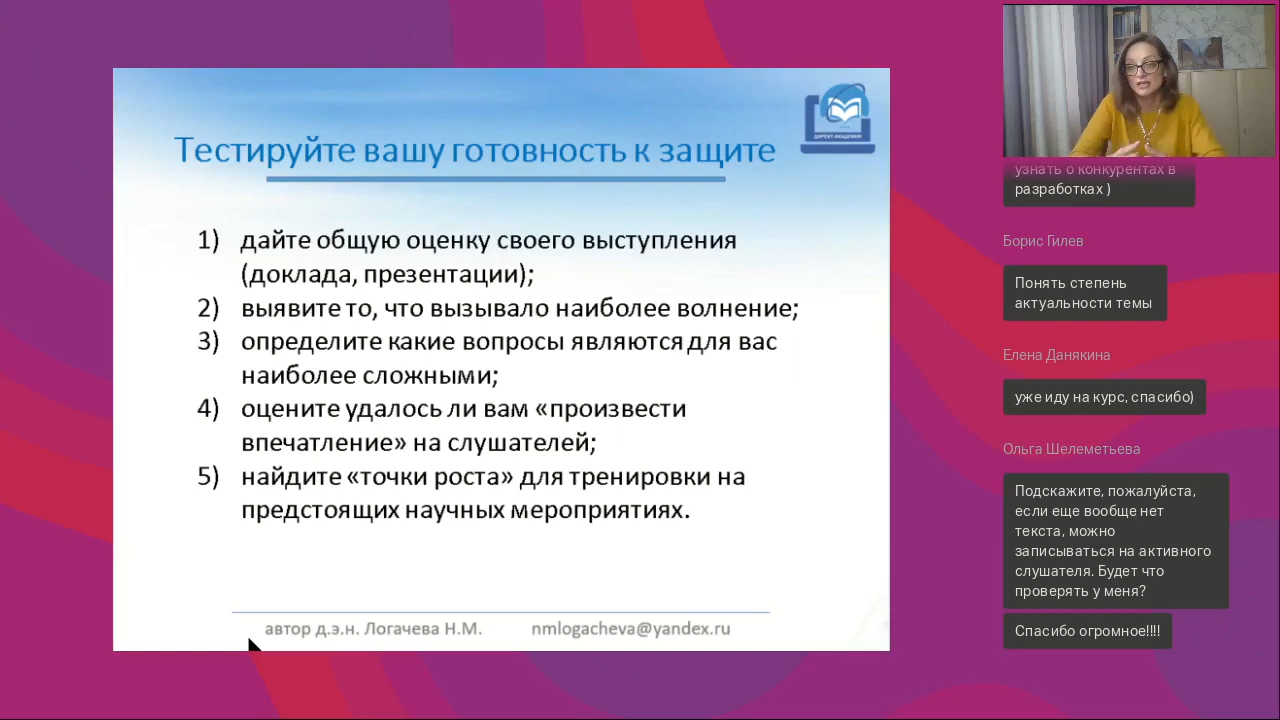 Тестируйте вашу готовность к защите
ДИРЕКТ-АКАДЕМИЯ
1) дайте общую оценку своего выступления
(доклада, презентации);
2) выявите то, что вызывало наиболее волнение;
3) определите какие вопросы являются для вас
наиболее сложными;
4) оцените удалось ли вам «произвести
впечатление» на слушателей;
5) найдите «точки роста» для тренировки на
предстоящих научных мероприятиях.
автор д.э.н. Логачева Н.М. nmlogacheva@yandex.ru
узнать о конкурентах в
разработках )
Борис Гилев
Понять степень
актуальности темы
Елена Данякина
уже иду на курс, спасибо)
Ольга Шелеметьева
Подскажите, пожалуйста,
если еще вообще нет
текста, можно
записываться на активного
слушателя. Будет что
проверять у меня?
Спасибо огромное!!!!